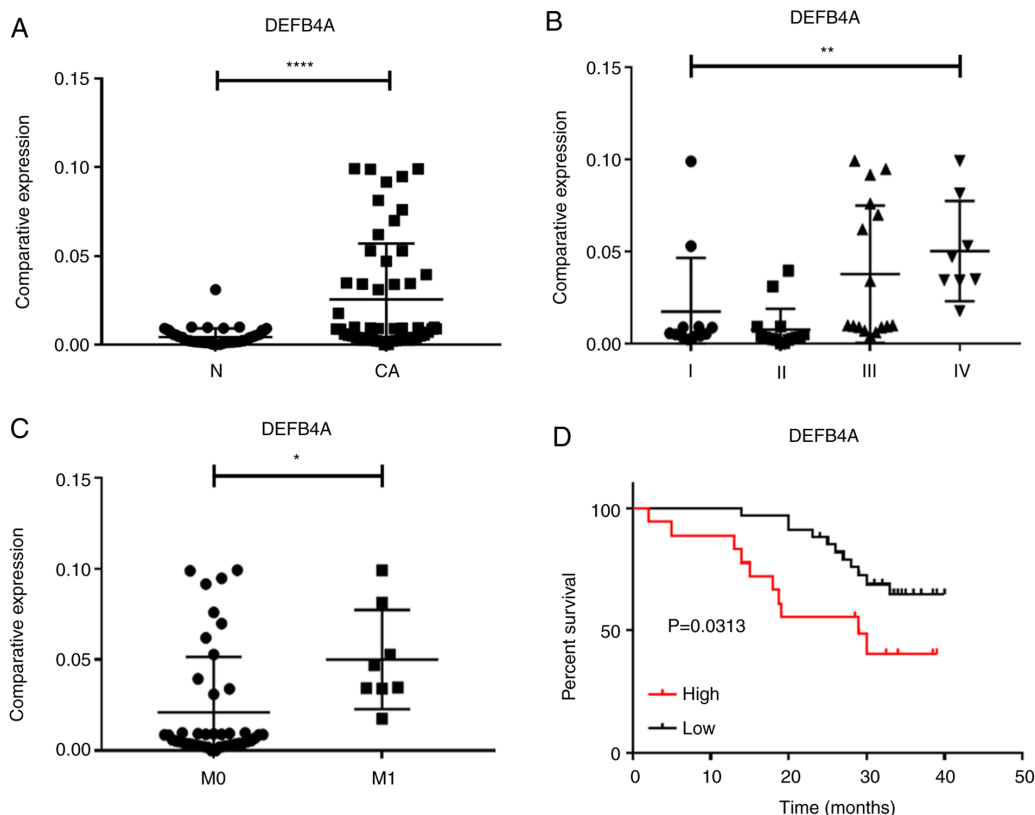 A
DEFB4A
****
Comparative expression
0.15
0.10
0.05
0.00
N CA
B
DEFB4A
**
Comparative expression
0.15
0.10
0.05
0.00
I II III IV
C
DEFB4A
*
Comparative expression
0.15
0.10
0.05
0.00
M0 M1
D
DEFB4A
Percent survival
100
50
0
P=0.0313
High
Low
0 10 20 30 40 50
Time (months)